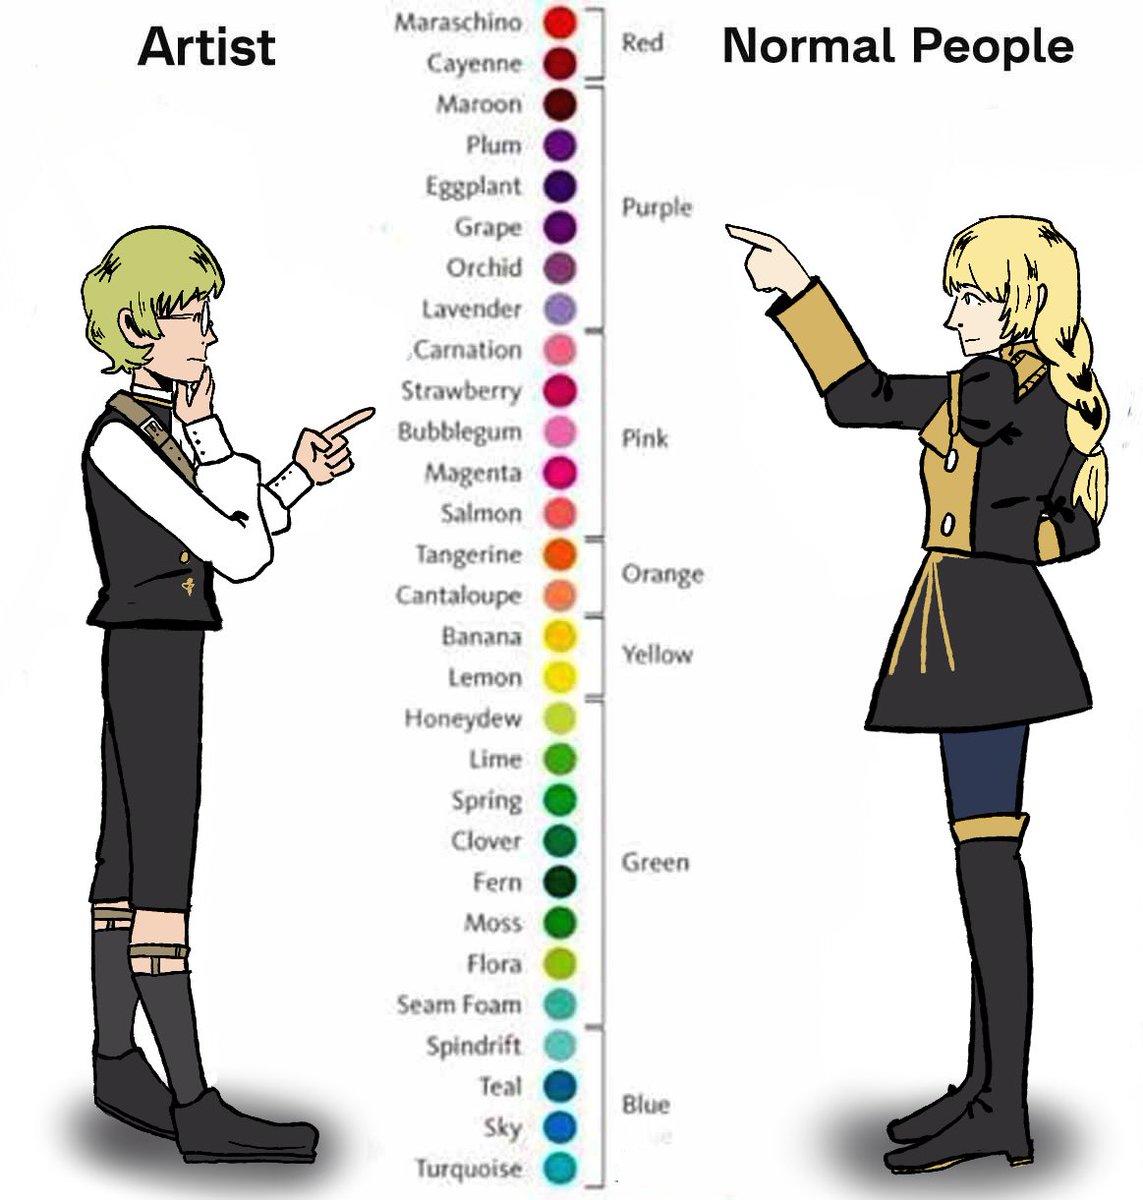 Artist
Normal People
Maraschino
Cayenne
Maroon
Plum
Eggplant
Grape
Orchid
Lavender
Carnation
Strawberry
Bubblegum
Magenta
Salmon
Tangerine
Cantaloupe
Banana
Lemon
Honeydew
Lime
Spring
Clover
Fern
Moss
Flora
Seam Foam
Spindrift
Teal
Sky
Turquoise
Red
Purple
Pink
Orange
Yellow
Green
Blue